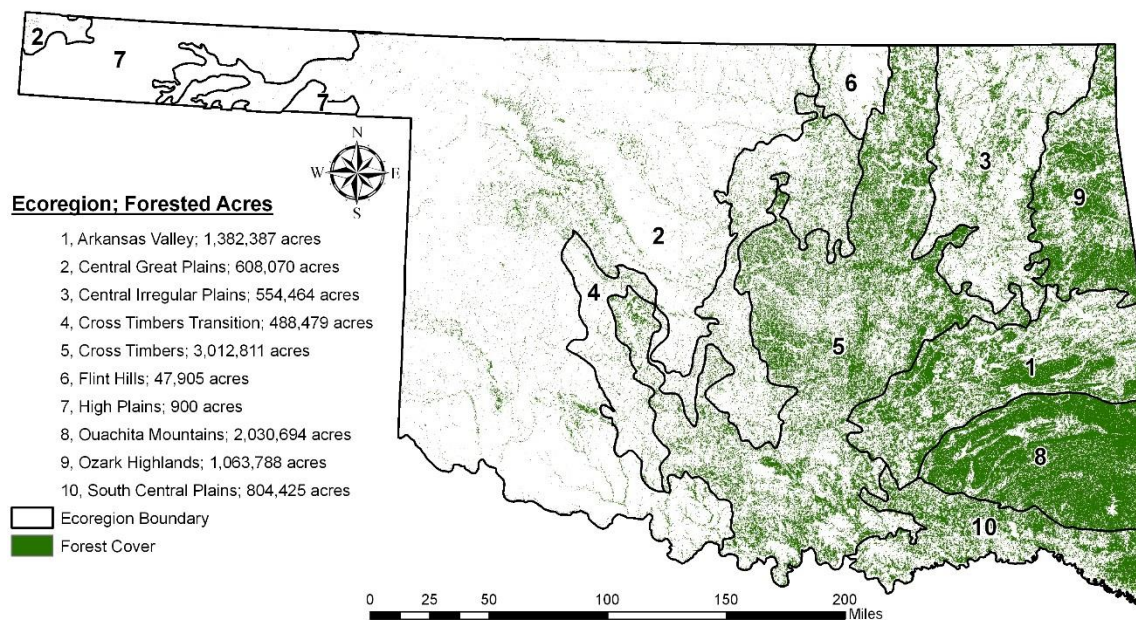 2
7
7
6
3
9
N
W E
S
Ecoregion; Forested Acres
1, Arkansas Valley; 1,382,387 acres
2, Central Great Plains; 608,070 acres
3, Central Irregular Plains; 554,464 acres
4, Cross Timbers Transition; 488,479 acres
5, Cross Timbers; 3,012,811 acres
6, Flint Hills; 47,905 acres
7, High Plains; 900 acres
8, Ouachita Mountains; 2,030,694 acres
9, Ozark Highlands; 1,063,788 acres
10, South Central Plains; 804,425 acres
Ecoregion Boundary
Forest Cover
2
4
5
1
8
10
0 25 50 100 150 200
Miles